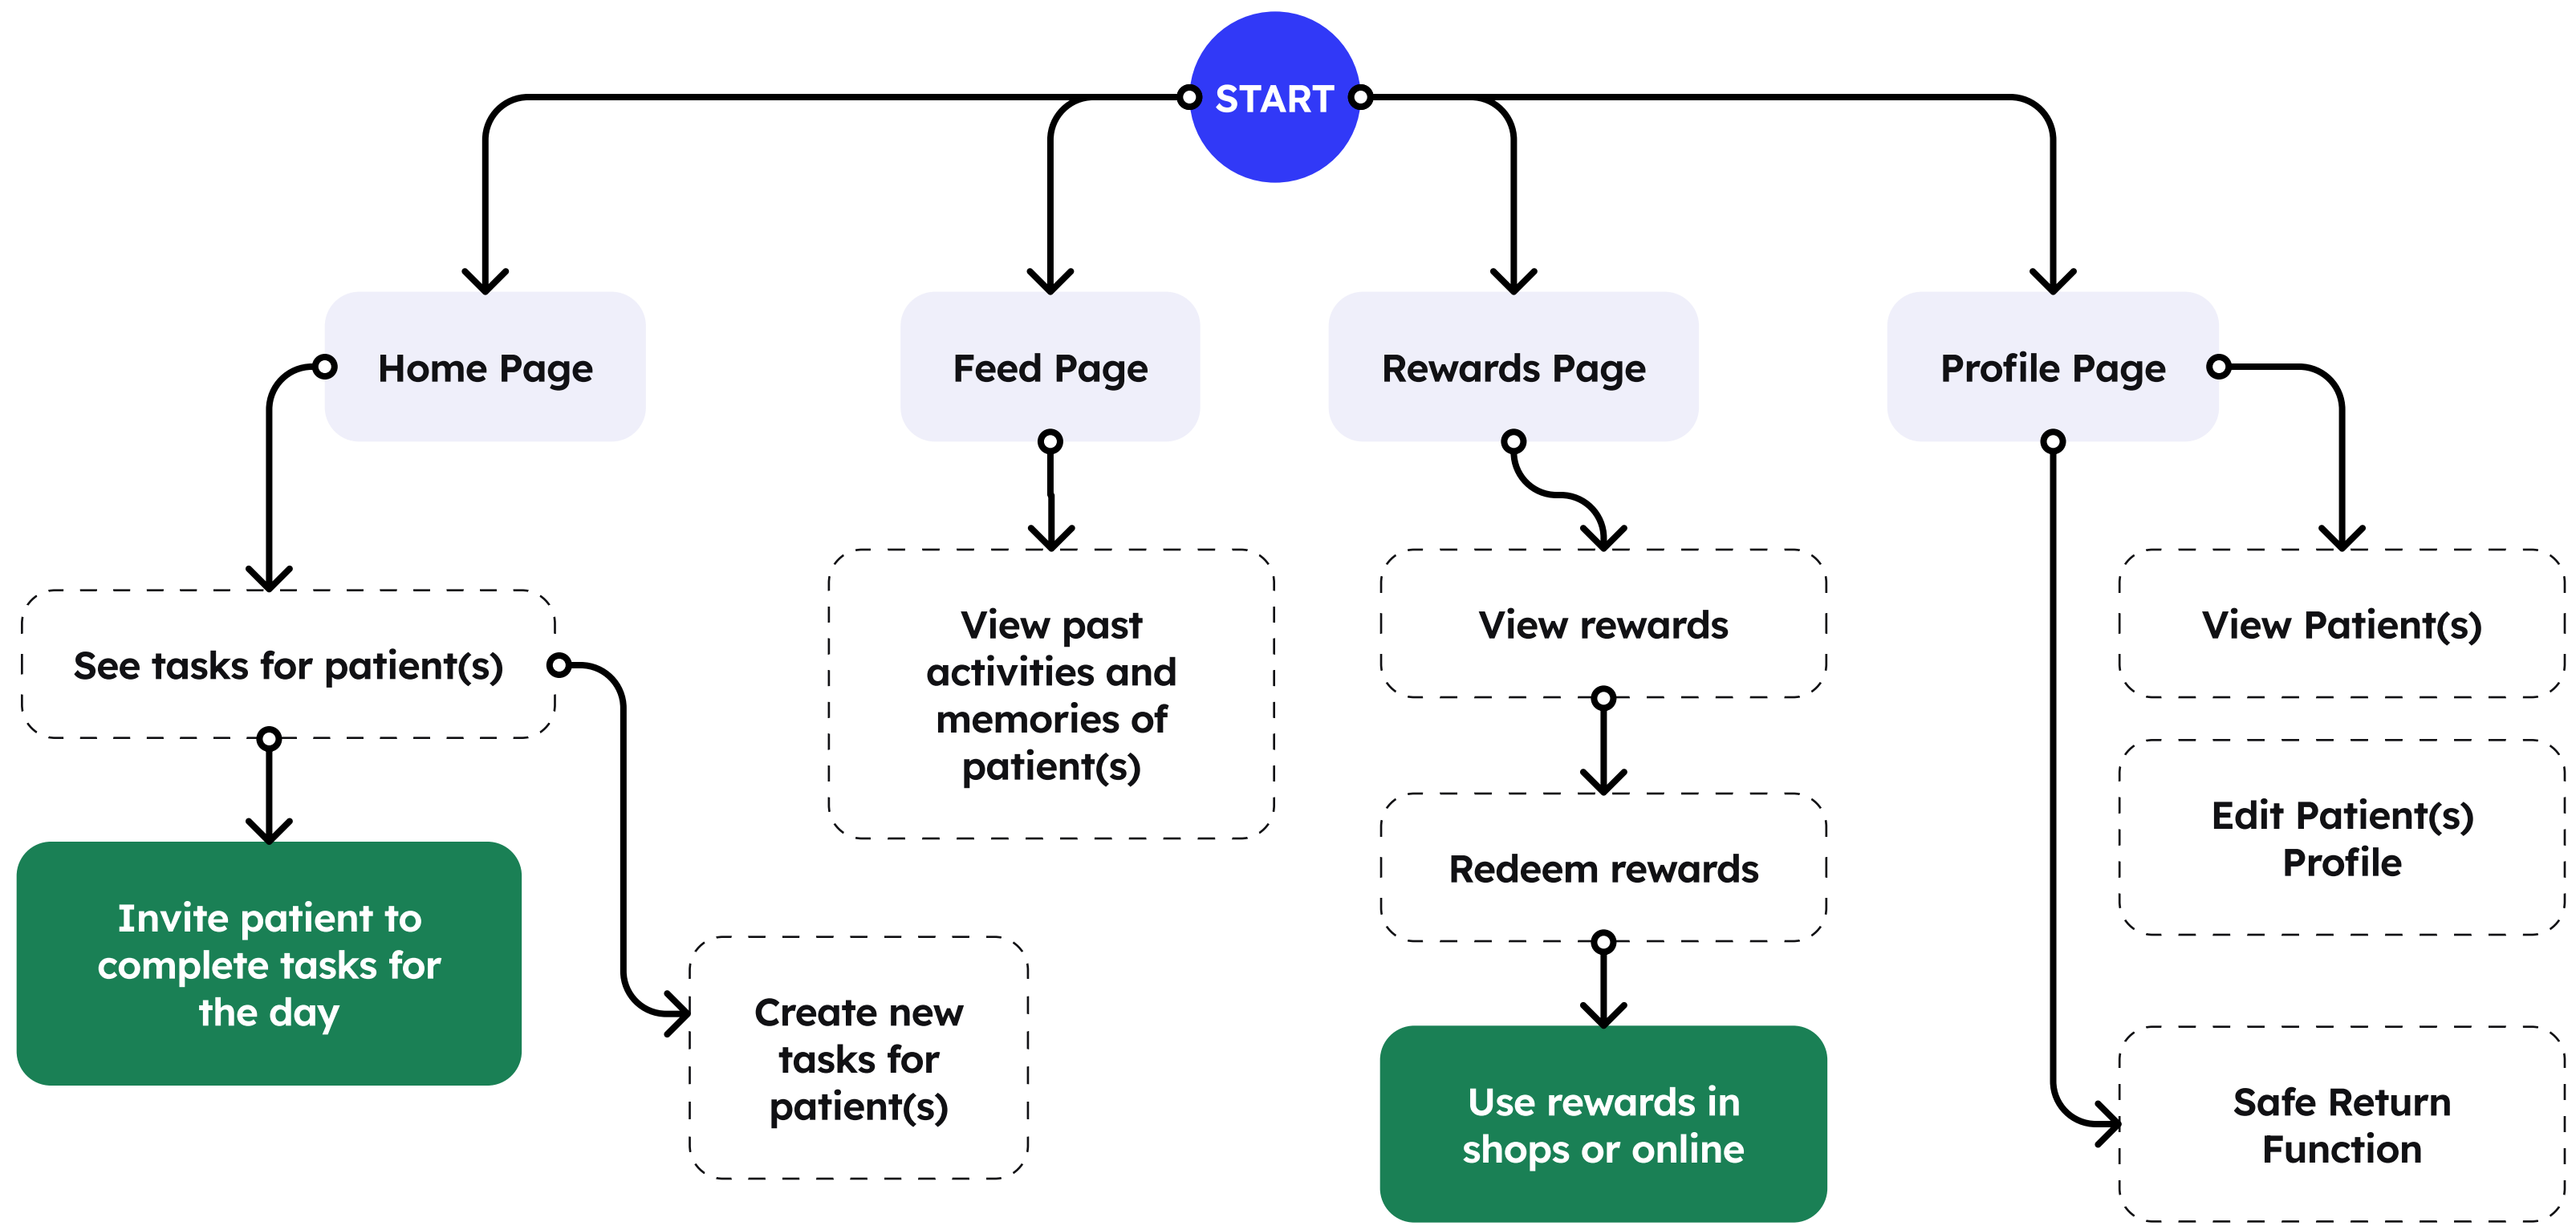 START
Home Page
Feed Page
Rewards Page
Profile Page
See tasks for patient(s)
View past
activities and
memories of
patient(s)
View rewards
View Patient(s)
Edit Patient(s)
Profile
Redeem rewards
Invite patient to
complete tasks for
the day
Create new
tasks for
patient(s)
Use rewards in
shops or online
Safe Return
Function